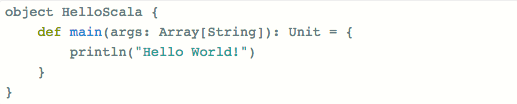 object HelloScala {
    def main(args: Array[String]): Unit = {
        println("Hello World!")
    }
}